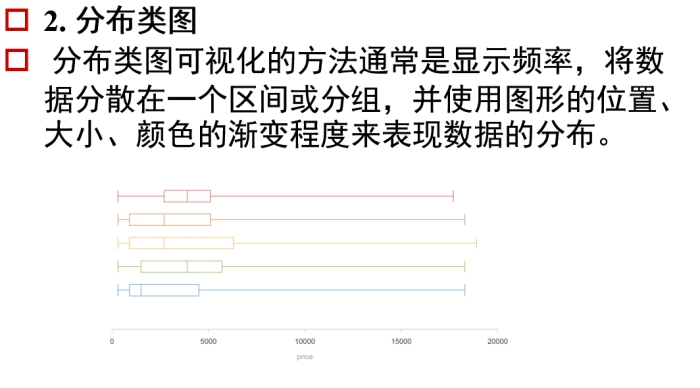 2. 分布类图
分布类图可视化的方法通常是显示频率，将数
据分散在一个区间或分组，并使用图形的位置、
大小、颜色的渐变程度来表现数据的分布。
0 5000 10000 15000 20000
price